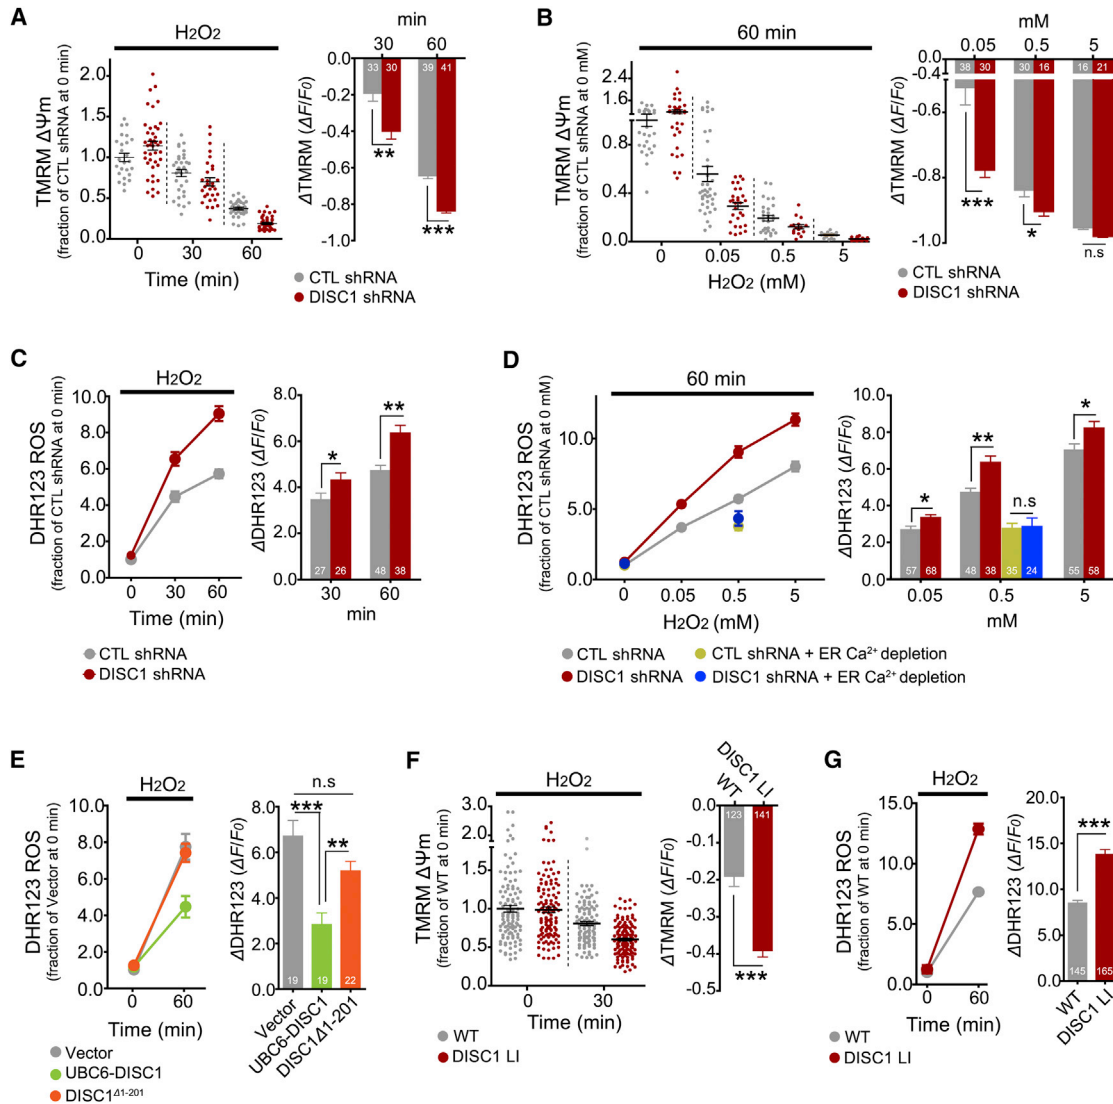 A
H2O2
TMRM ΔΨm
(fraction of CTL shRNA at 0 min)
2.0
1.5
1.0
0.5
0.0
0 30 60
Time (min)
min
30 60
0.0
-0.2
-0.4
-0.6
-0.8
-1.0
ΔTMRM (ΔF/F0)
33 30 39 41
**
***
CTL shRNA
DISC1 shRNA
B
60 min
TMRM ΔΨm
(fraction of CTL shRNA at 0 mM)
2.4
1.6
0.8
0.4
0.0
0 0.05 0.5 5
H2O2 (mM)
mM
0.05 0.5 5
0.0
-0.4
-0.6
-0.8
-1.0
ΔTMRM (ΔF/F0)
38 30 30 16 16 21
***
*
n.s
CTL shRNA
DISC1 shRNA
C
H2O2
DHR123 ROS
(fraction of CTL shRNA at 0 min)
10.0
8.0
6.0
4.0
2.0
0.0
0 30 60
Time (min)
ΔDHR123 (ΔF/F0)
8.0
6.0
4.0
2.0
0.0
*
**
27 26 48 38
30 60
min
CTL shRNA
DISC1 shRNA
D
60 min
DHR123 ROS
(fraction of CTL shRNA at 0 mM)
10.0
5.0
0.0
0 0.05 0.5 5
H2O2 (mM)
ΔDHR123 (ΔF/F0)
8.0
6.0
4.0
2.0
0.0
*
**
n.s
*
57 68 48 38 35 24 55 58
0.05 0.5 5
mM
CTL shRNA
DISC1 shRNA
CTL shRNA + ER Ca²⁺ depletion
DISC1 shRNA + ER Ca²⁺ depletion
E
H2O2
DHR123 ROS
(fraction of Vector at 0 min)
10.0
8.0
6.0
4.0
2.0
0.0
0 60
Time (min)
ΔDHR123 (ΔF/F0)
8.0
6.0
4.0
2.0
0.0
n.s
***
**
19 19 22
Vector
UBC6-DISC1
DISC1Δ1-201
Vector
UBC6-DISC1
DISC1Δ1-201
F
H2O2
TMRM ΔΨm
(fraction of WT at 0 min)
3.0
2.0
1.0
1.5
1.0
0.5
0.0
0 30
Time (min)
WT
DISC1 LI
0.0
-0.1
-0.2
-0.3
-0.4
-0.5
ΔTMRM (ΔF/F0)
123 141
***
WT
DISC1 LI
G
H2O2
DHR123 ROS
(fraction of WT at 0 min)
15.0
10.0
5.0
0.0
0 60
Time (min)
ΔDHR123 (ΔF/F0)
20.0
15.0
10.0
5.0
0.0
***
145 165
WT
DISC1 LI
WT
DISC1 LI